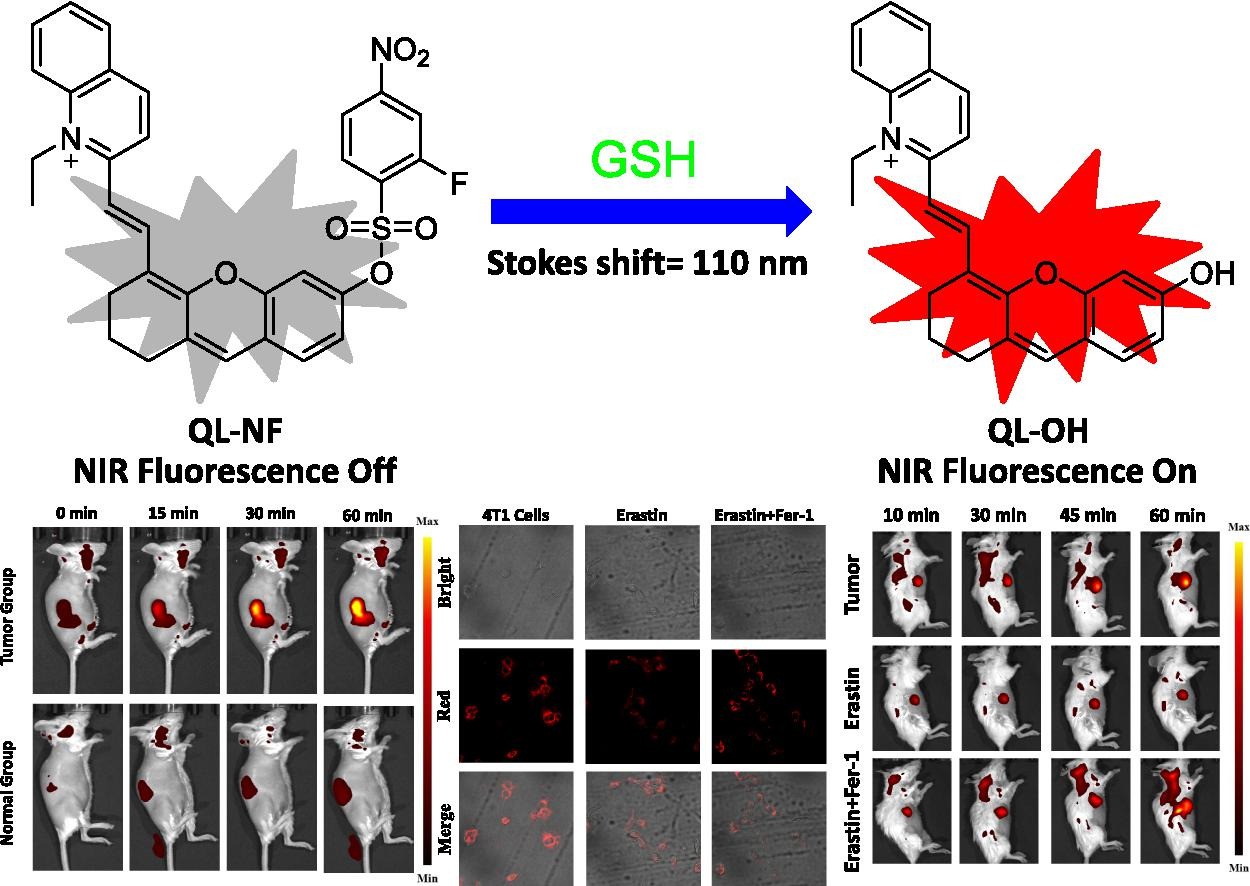 NO2
F
O=S=O
O
N
+
O
QL-NF
NIR Fluorescence Off
GSH
Stokes shift= 110 nm
N
+
O
OH
QL-OH
NIR Fluorescence On
0 min 15 min 30 min 60 min
Max
Tumor Group
Normal Group
Min
4T1 Cells Erastin Erastin+Fer-1
Bright
Red
Merge
10 min 30 min 45 min 60 min
Max
Tumor
Erastin
Erastin+Fer-1
Min